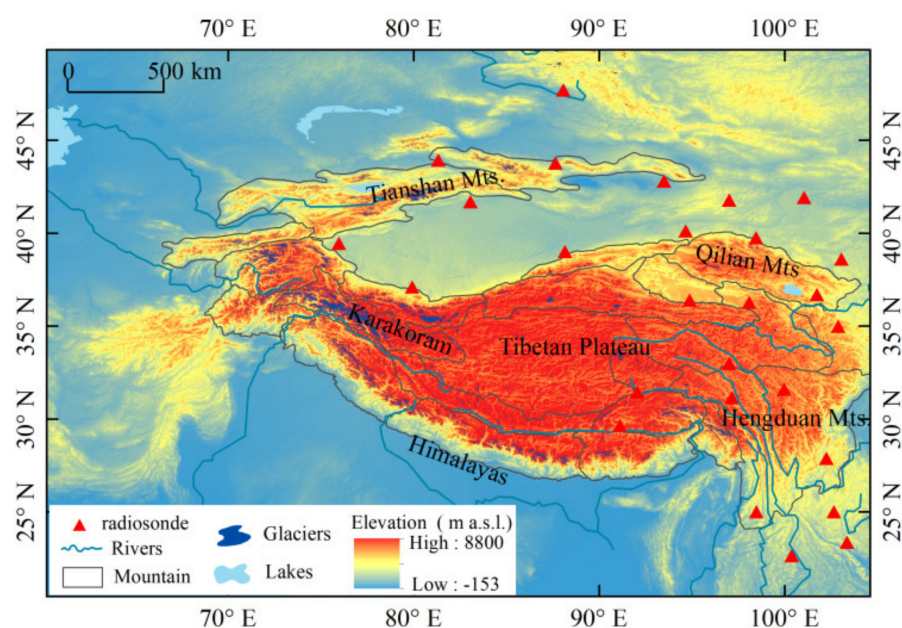 70° E 80° E 90° E 100° E
0 500 km
45° N 45° N
Tianshan Mts.
40° N 40° N
Qilian Mts
35° N 35° N
Karakoram
Tibetan Plateau
30° N 30° N
Hengduan Mts.
Himalayas
25° N 25° N
radiosonde
Rivers
Mountain
Glaciers
Lakes
Elevation ( m a.s.l.)
High : 8800
Low : -153
70° E 80° E 90° E 100° E